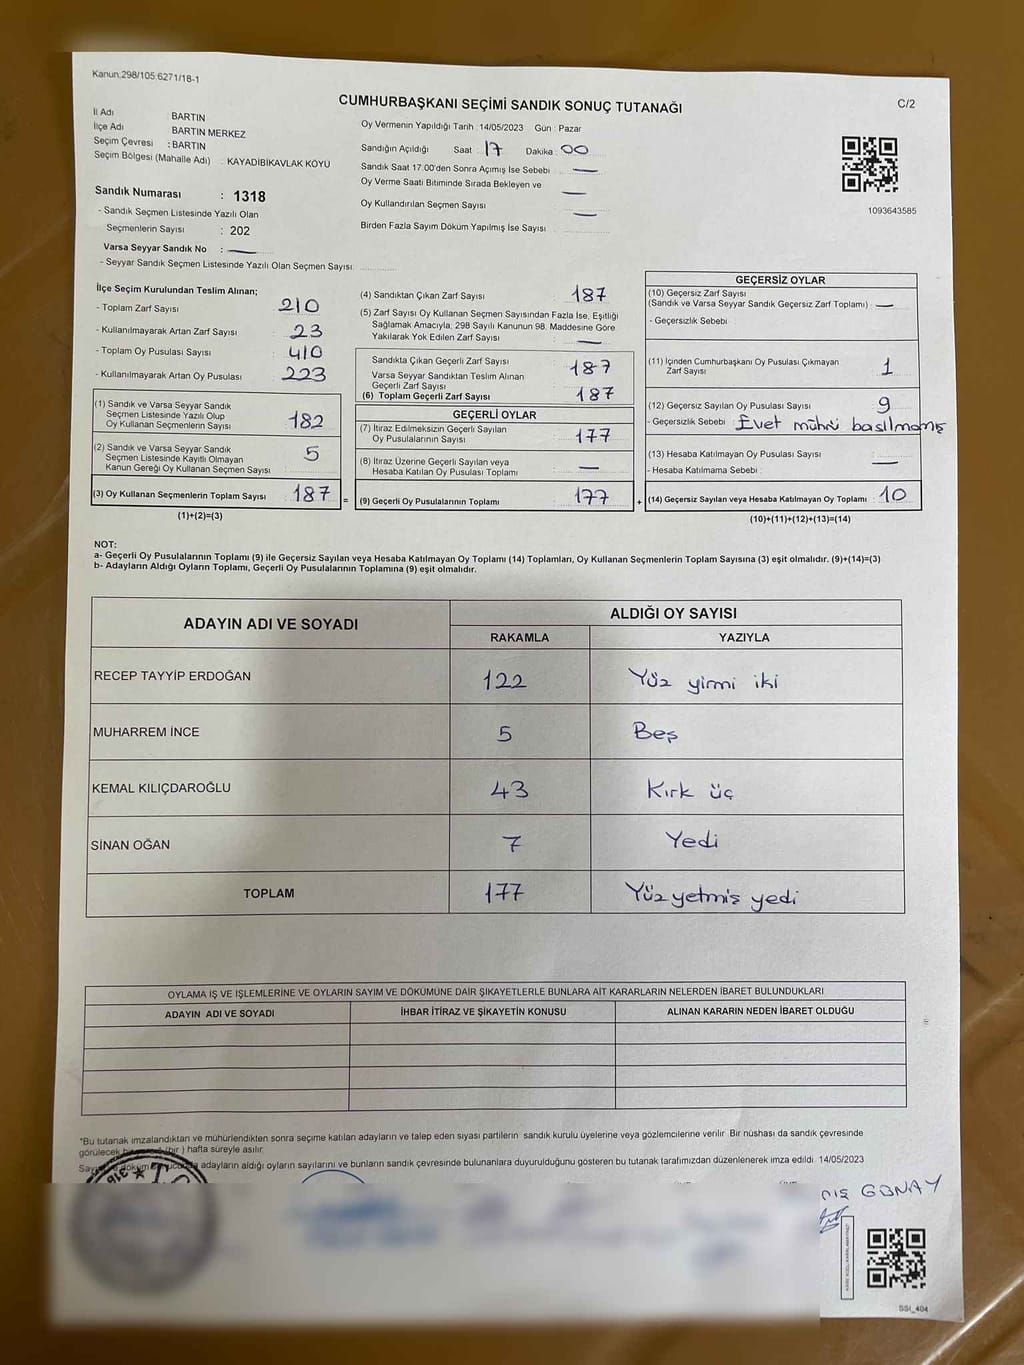 Kanun.298/105.6271/18-1
CUMHURBAŞKANI SEÇİMİ SANDIK SONUÇ TUTANAĞI
C/2
İl Adı : BARTIN
İlçe Adı : BARTIN MERKEZ
Seçim Çevresi : BARTIN
Seçim Bölgesi (Mahalle Adı) : KAYADİBİKAVLAK KÖYÜ
Sandık Numarası : 1318
- Sandık Seçmen Listesinde Yazılı Olan
Seçmenlerin Sayısı : 202
Varsa Seyyar Sandık No : —
- Seyyar Sandık Seçmen Listesinde Yazılı Olan Seçmen Sayısı:
Oy Vermenin Yapıldığı Tarih : 14/05/2023 Gün : Pazar
Sandığın Açıldığı Saat : 17 Dakika : 00
Sandık Saat 17.00'den Sonra Açımış İse Sebebi : —
Oy Verme Saati Bitiminde Sırada Bekleyen ve
Oy Kullandırılan Seçmen Sayısı : —
Birden Fazla Sayım Döküm Yapılmış İse Sayısı : —
1093643585
İlçe Seçim Kurulundan Teslim Alınan;
- Toplam Zarf Sayısı : 210
- Kullanılmayarak Artan Zarf Sayısı : 23
- Toplam Oy Pusulası Sayısı : 410
- Kullanılmayarak Artan Oy Pusulası : 223
(1) Sandık ve Varsa Seyyar Sandık
Seçmen Listesinde Yazılı Olup
Oy Kullanan Seçmenlerin Sayısı : 182
(2) Sandık ve Varsa Seyyar Sandık
Seçmen Listesinde Kayıtlı Olmayan
Kanun Gereği Oy Kullanan Seçmen Sayısı : 5
(3) Oy Kullanan Seçmenlerin Toplam Sayısı : 187 =
(1)+(2)=(3)
(4) Sandıktan Çıkan Zarf Sayısı : 187
(5) Zarf Sayısı Oy Kullanan Seçmen Sayısından Fazla İse, Eşitliği
Sağlamak Amacıyla; 298 Sayılı Kanunun 98. Maddesine Göre
Yakılarak Yok Edilen Zarf Sayısı : —
Sandıkta Çıkan Geçerli Zarf Sayısı : 187
Varsa Seyyar Sandıktan Teslim Alınan
Geçerli Zarf Sayısı :
(6) Toplam Geçerli Zarf Sayısı : 187
GEÇERLİ OYLAR
(7) İtiraz Edilmeksizin Geçerli Sayılan
Oy Pusulalarının Sayısı : 177
(8) İtiraz Üzerine Geçerli Sayılan veya
Hesaba Katılan Oy Pusulası Toplamı : —
(9) Geçerli Oy Pusulalarının Toplamı : 177 +
GEÇERSİZ OYLAR
(10) Geçersiz Zarf Sayısı
(Sandık ve Varsa Seyyar Sandık Geçersiz Zarf Toplamı) : —
- Geçersizlik Sebebi :
(11) İçinden Cumhurbaşkanı Oy Pusulası Çıkmayan
Zarf Sayısı : 1
(12) Geçersiz Sayılan Oy Pusulası Sayısı : 9
- Geçersizlik Sebebi : Evet mührü basılmamış
(13) Hesaba Katılmayan Oy Pusulası Sayısı : —
- Hesaba Katılmama Sebebi :
(14) Geçersiz Sayılan veya Hesaba Katılmayan Oy Toplamı : 10
(10)+(11)+(12)+(13)=(14)
NOT:
a- Geçerli Oy Pusulalarının Toplamı (9) ile Geçersiz Sayılan veya Hesaba Katılmayan Oy Toplamı (14) Toplamları, Oy Kullanan Seçmenlerin Toplam Sayısına (3) eşit olmalıdır. (9)+(14)=(3)
b- Adayların Aldığı Oyların Toplamı, Geçerli Oy Pusulalarının Toplamına (9) eşit olmalıdır.
ADAYIN ADI VE SOYADI
ALDIĞI OY SAYISI
RAKAMLA YAZIYLA
RECEP TAYYİP ERDOĞAN 122 Yüz yirmi iki
MUHARREM İNCE 5 Beş
KEMAL KILIÇDAROĞLU 43 Kırk üç
SİNAN OĞAN 7 Yedi
TOPLAM 177 Yüz yetmiş yedi
OYLAMA İŞ VE İŞLEMLERİNE VE OYLARIN SAYIM VE DÖKÜMÜNE DAİR ŞİKAYETLERLE BUNLARA AİT KARARLARIN NELERDEN İBARET BULUNDUKLARI
ADAYIN ADI VE SOYADI İHBAR İTİRAZ VE ŞİKAYETİN KONUSU ALINAN KARARIN NEDEN İBARET OLDUĞU
*Bu tutanak imzalandıktan ve mühürlendikten sonra seçime katılan adayların ve talep eden siyasi partilerin sandık kurulu üyelerine veya gözlemcilerine verilir. Bir nüshası da sandık çevresinde
görülecek hafta süreyle asılır.
adayların aldığı oyların sayılarını ve bunların sandık çevresinde bulunanlara duyurulduğunu gösteren bu tutanak tarafımızdan düzenlenerek imza edildi. 14/05/2023
GÜNAY
SSI_404